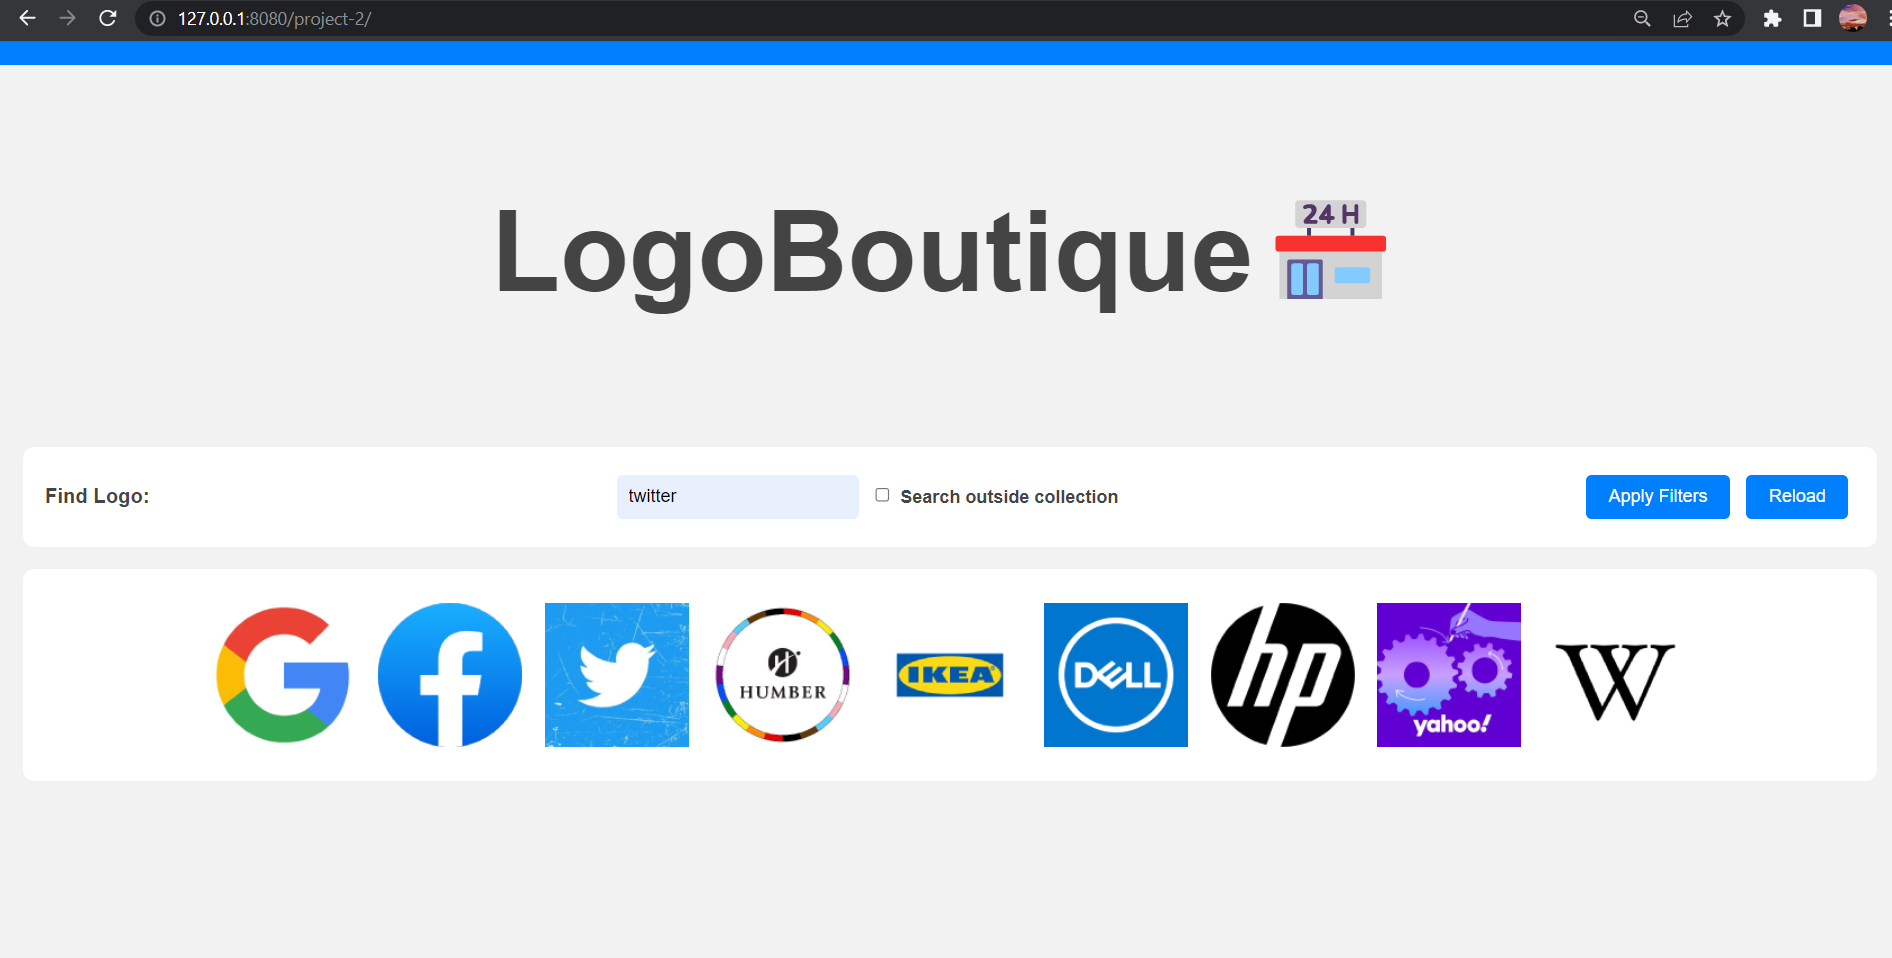 127.0.0.1:8080/project-2/
24 H
LogoBoutique
Find Logo:
twitter
Search outside collection
Apply Filters
Reload
G
f
H
HUMBER
IKEA
DELL
hp
yahoo!
W